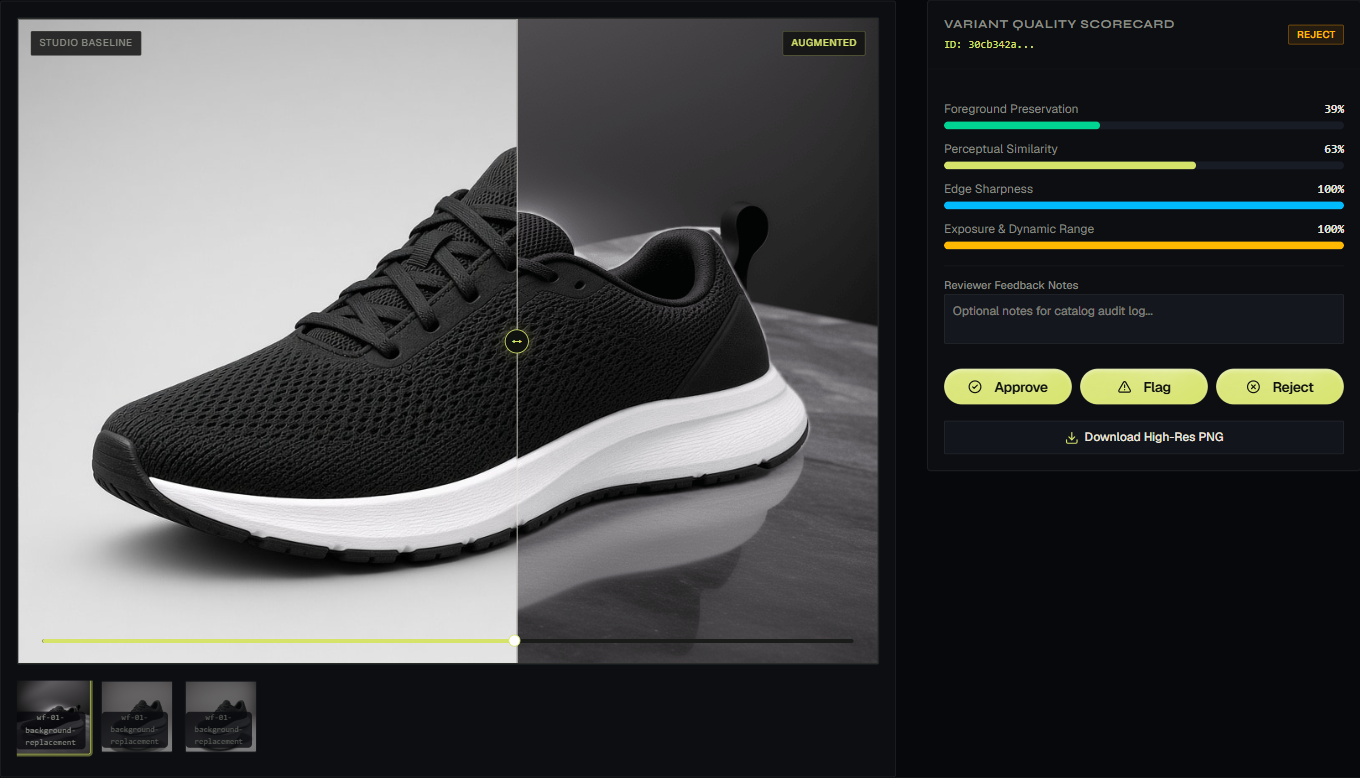 STUDIO BASELINE
AUGMENTED
wf-01-
background-
replacement
wf-01-
background-
replacement
wf-01-
background-
replacement
VARIANT QUALITY SCORECARD
ID: 30cb342a...
REJECT
Foreground Preservation 39%
Perceptual Similarity 63%
Edge Sharpness 100%
Exposure & Dynamic Range 100%
Reviewer Feedback Notes
Optional notes for catalog audit log...
Approve
Flag
Reject
Download High-Res PNG